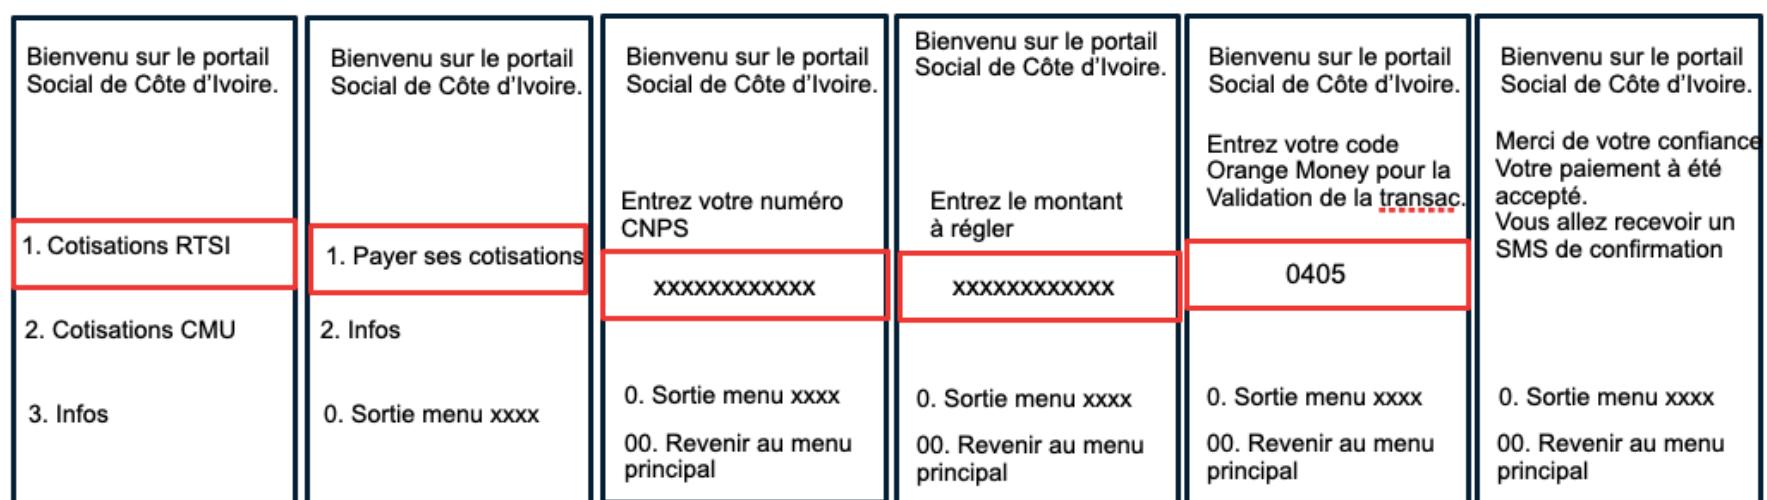 Bienvenu sur le portail
Social de Côte d'Ivoire.
1. Cotisations RTSI
2. Cotisations CMU
3. Infos
Bienvenu sur le portail
Social de Côte d'Ivoire.
1. Payer ses cotisations
2. Infos
0. Sortie menu xxxx
Bienvenu sur le portail
Social de Côte d'Ivoire.
Entrez votre numéro
CNPS
xxxxxxxxxxxx
0. Sortie menu xxxx
00. Revenir au menu
principal
Bienvenu sur le portail
Social de Côte d'Ivoire.
Entrez le montant
à régler
xxxxxxxxxxxx
0. Sortie menu xxxx
00. Revenir au menu
principal
Bienvenu sur le portail
Social de Côte d'Ivoire.
Entrez votre code
Orange Money pour la
Validation de la transac.
0405
0. Sortie menu xxxx
00. Revenir au menu
principal
Bienvenu sur le portail
Social de Côte d'Ivoire.
Merci de votre confiance
Votre paiement à été
accepté.
Vous allez recevoir un
SMS de confirmation
0. Sortie menu xxxx
00. Revenir au menu
principal